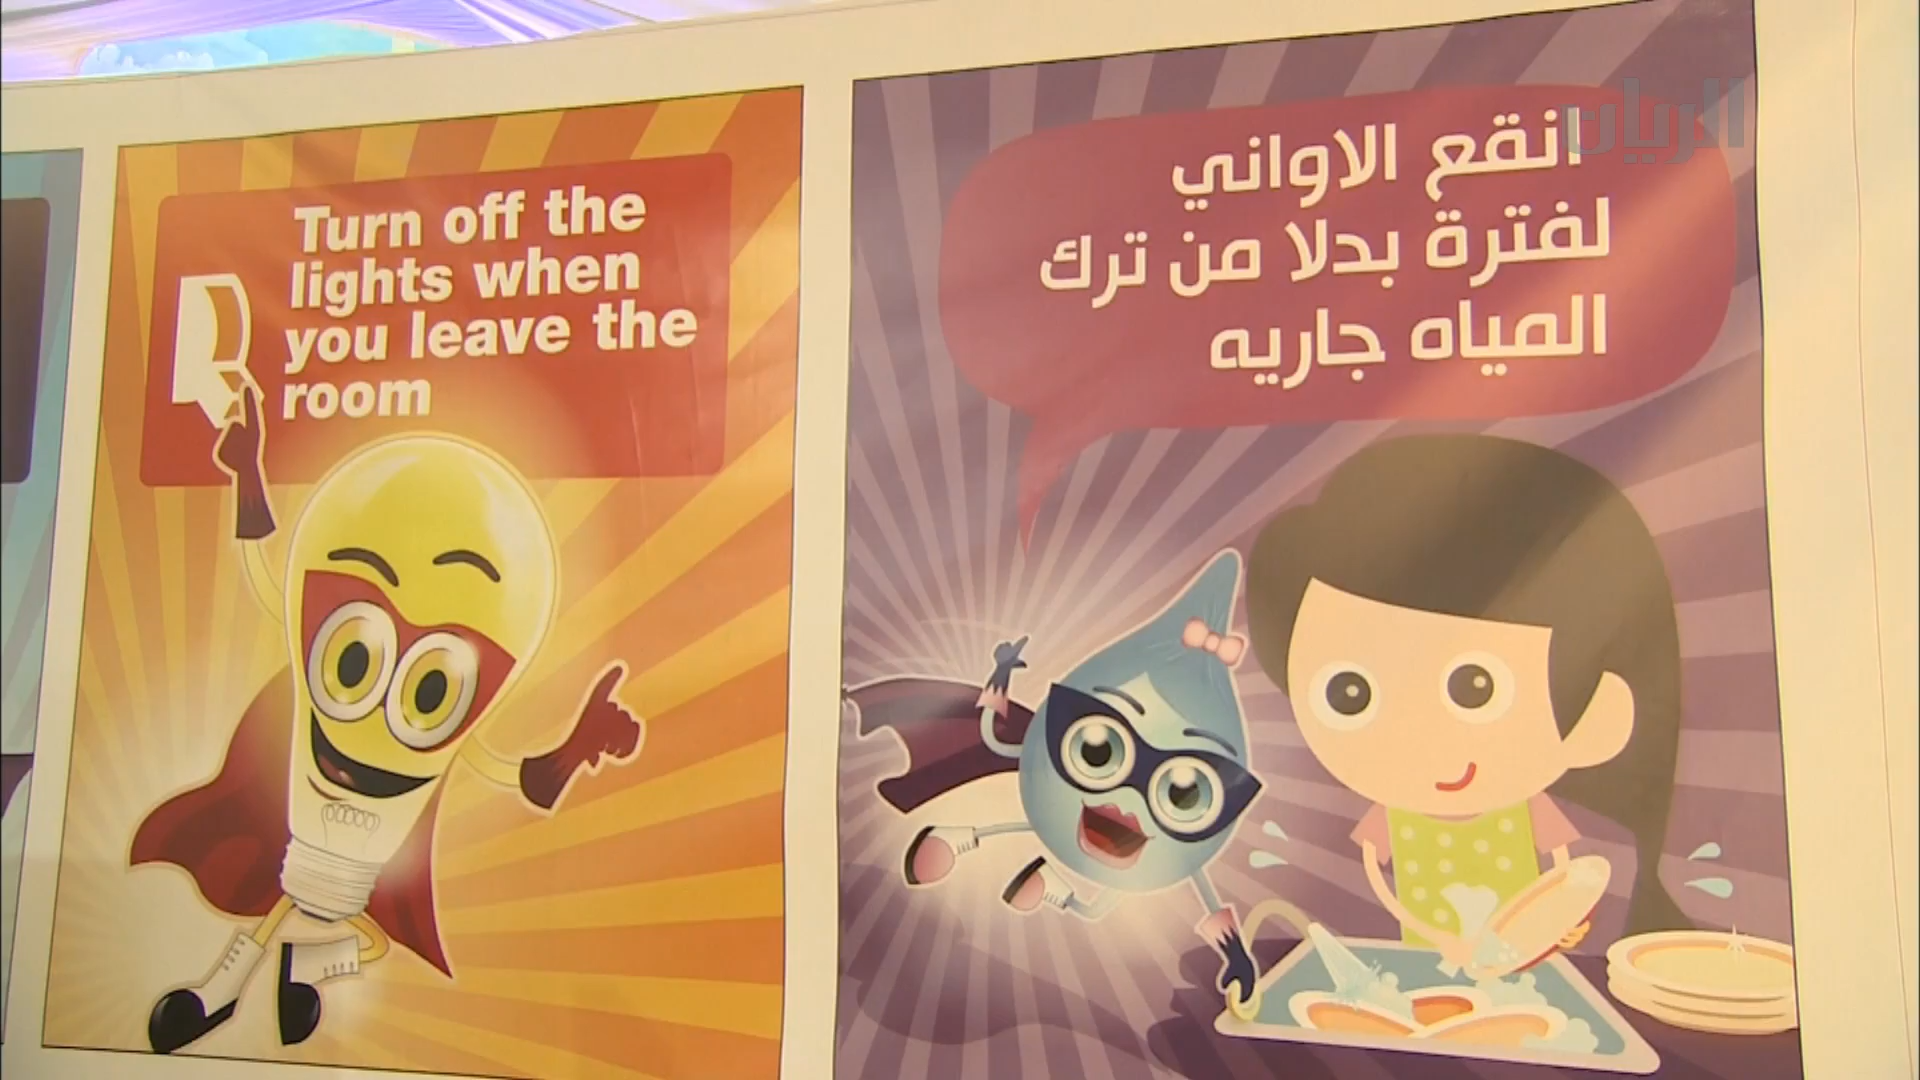 Turn off the
lights when
you leave the
room
انقع الاواني
لفترة بدلا من ترك
المياه جاريه
الريان